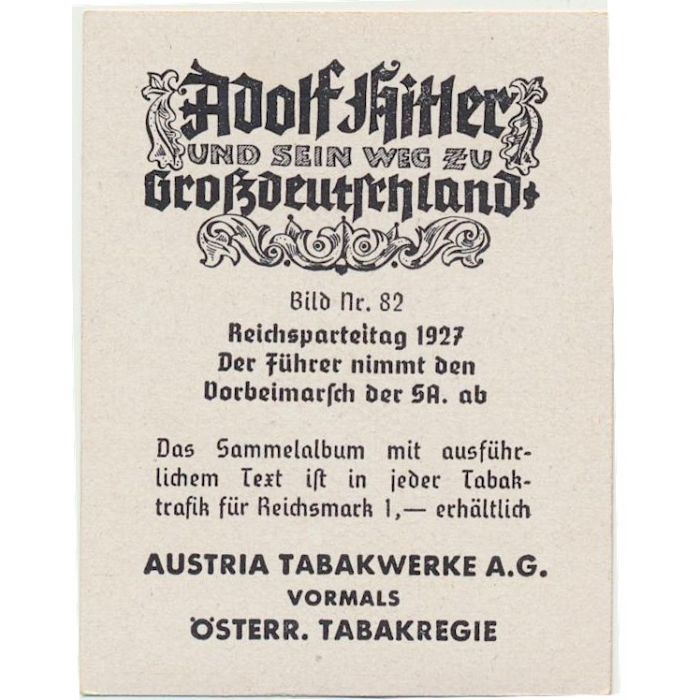 Adolf Hitler
UND SEIN WEG ZU
Großdeutschland
Bild Nr. 82
Reichsparteitag 1927
Der Führer nimmt den
Vorbeimarsch der SA. ab
Das Sammelalbum mit ausführ-
lichem Text ist in jeder Tabak-
trafik für Reichsmark 1,— erhältlich
AUSTRIA TABAKWERKE A.G.
VORMALS
ÖSTERR. TABAKREGIE